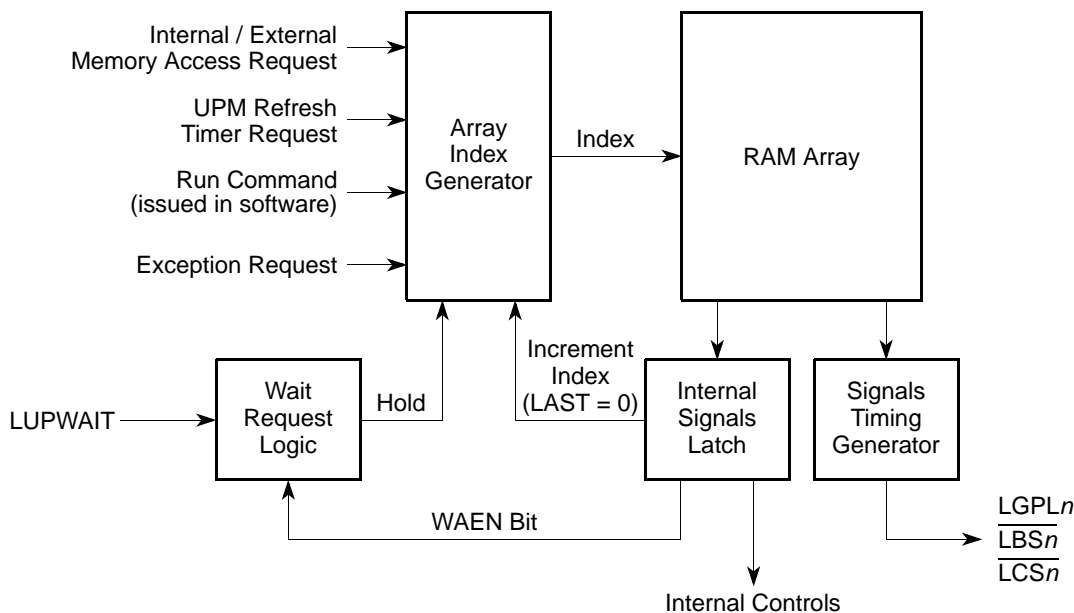 Internal / External
Memory Access Request
UPM Refresh
Timer Request
Run Command
(issued in software)
Exception Request
Array
Index
Generator
Index
RAM Array
LUPWAIT
Wait
Request
Logic
Hold
Increment
Index
(LAST = 0)
Internal
Signals
Latch
Signals
Timing
Generator
WAEN Bit
LGPLn
LBSn
LCSn
Internal Controls